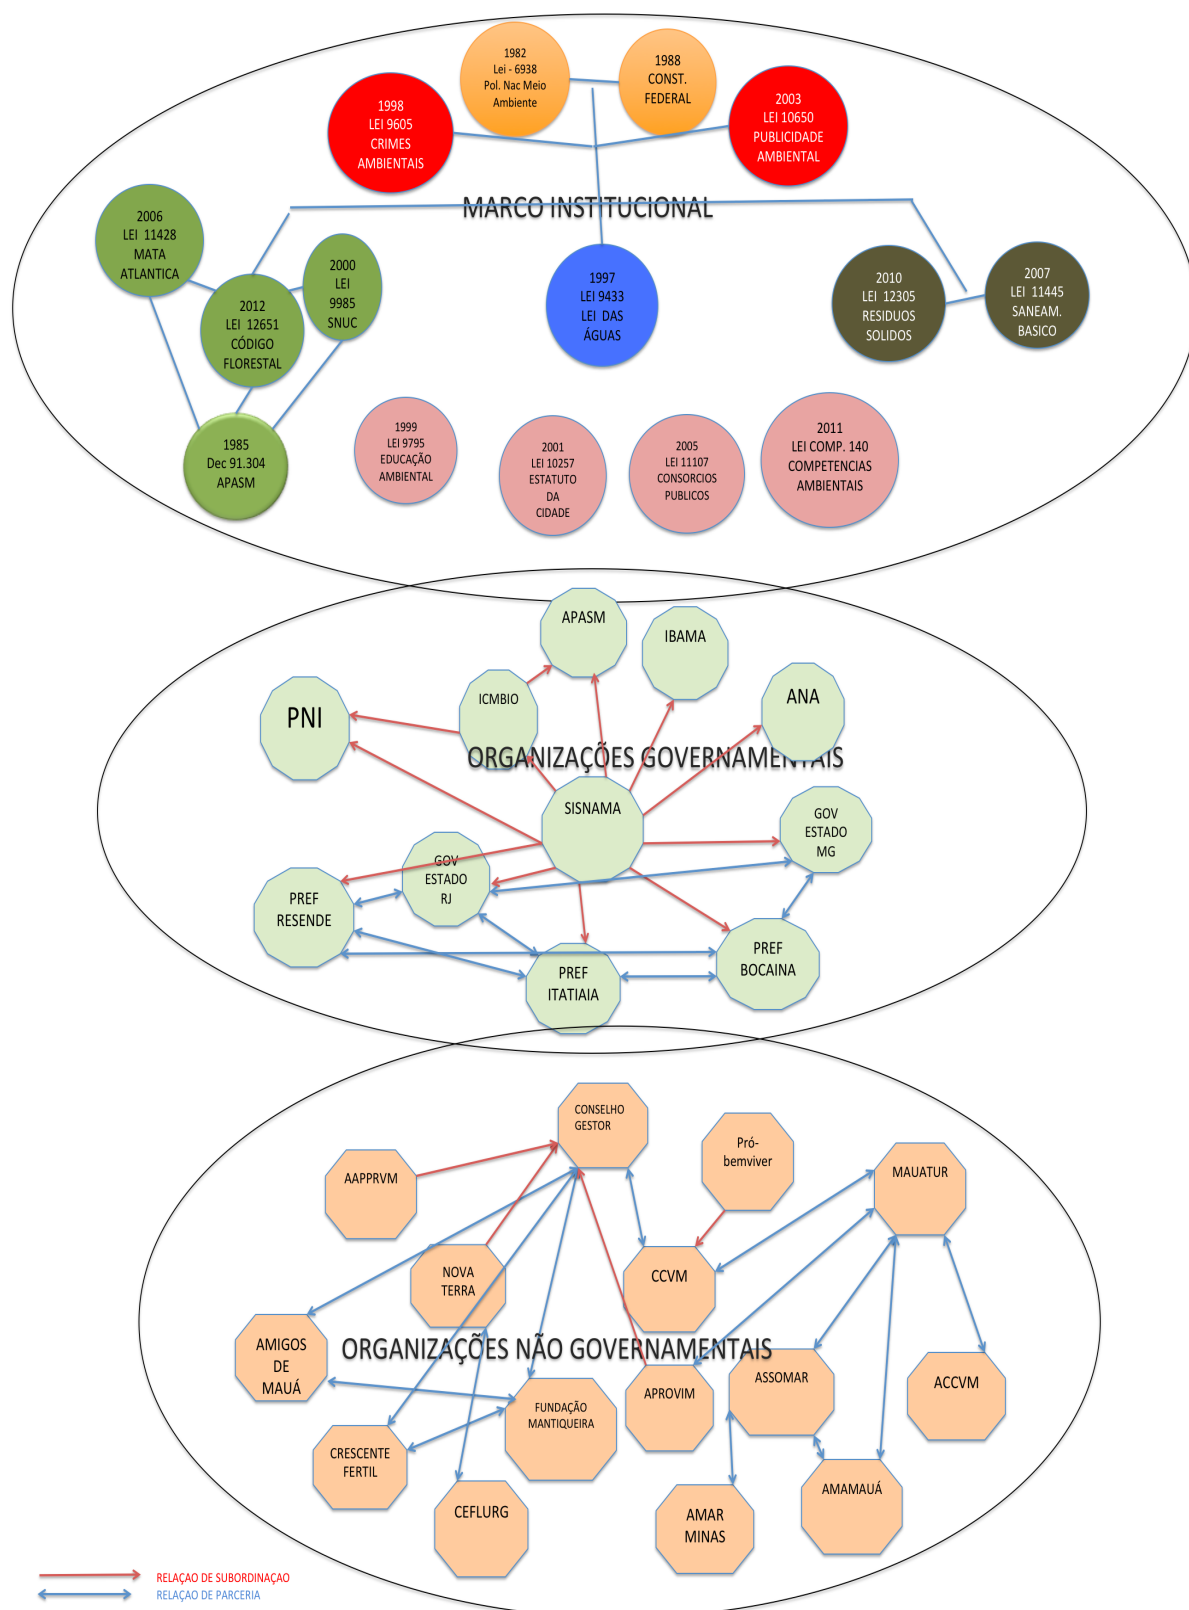 1982
Lei - 6938
Pol. Nac Meio
Ambiente
1988
CONST.
FEDERAL
1998
LEI 9605
CRIMES
AMBIENTAIS
2003
LEI 10650
PUBLICIDADE
AMBIENTAL
MARCO INSTITUCIONAL
2006
LEI 11428
MATA
ATLANTICA
2000
LEI
9985
SNUC
2012
LEI 12651
CÓDIGO
FLORESTAL
1997
LEI 9433
LEI DAS
ÁGUAS
2010
LEI 12305
RESIDUOS
SOLIDOS
2007
LEI 11445
SANEAM.
BASICO
1985
Dec 91.304
APASM
1999
LEI 9795
EDUCAÇÃO
AMBIENTAL
2001
LEI 10257
ESTATUTO
DA
CIDADE
2005
LEI 11107
CONSORCIOS
PUBLICOS
2011
LEI COMP. 140
COMPETENCIAS
AMBIENTAIS
APASM
IBAMA
ICMBIO
ANA
PNI
ORGANIZAÇÕES GOVERNAMENTAIS
SISNAMA
GOV
ESTADO
MG
GOV
ESTADO
RJ
PREF
RESENDE
PREF
BOCAINA
PREF
ITATIAIA
CONSELHO
GESTOR
Pró-
bemviver
MAUATUR
AAPPRVM
NOVA
TERRA
CCVM
ORGANIZAÇÕES NÃO GOVERNAMENTAIS
AMIGOS
DE
MAUÁ
FUNDAÇÃO
MANTIQUEIRA
APROVIM
ASSOMAR
ACCVM
CRESCENTE
FERTIL
CEFLURG
AMAR
MINAS
AMAMAUÁ
RELAÇAO DE SUBORDINAÇAO
RELAÇAO DE PARCERIA